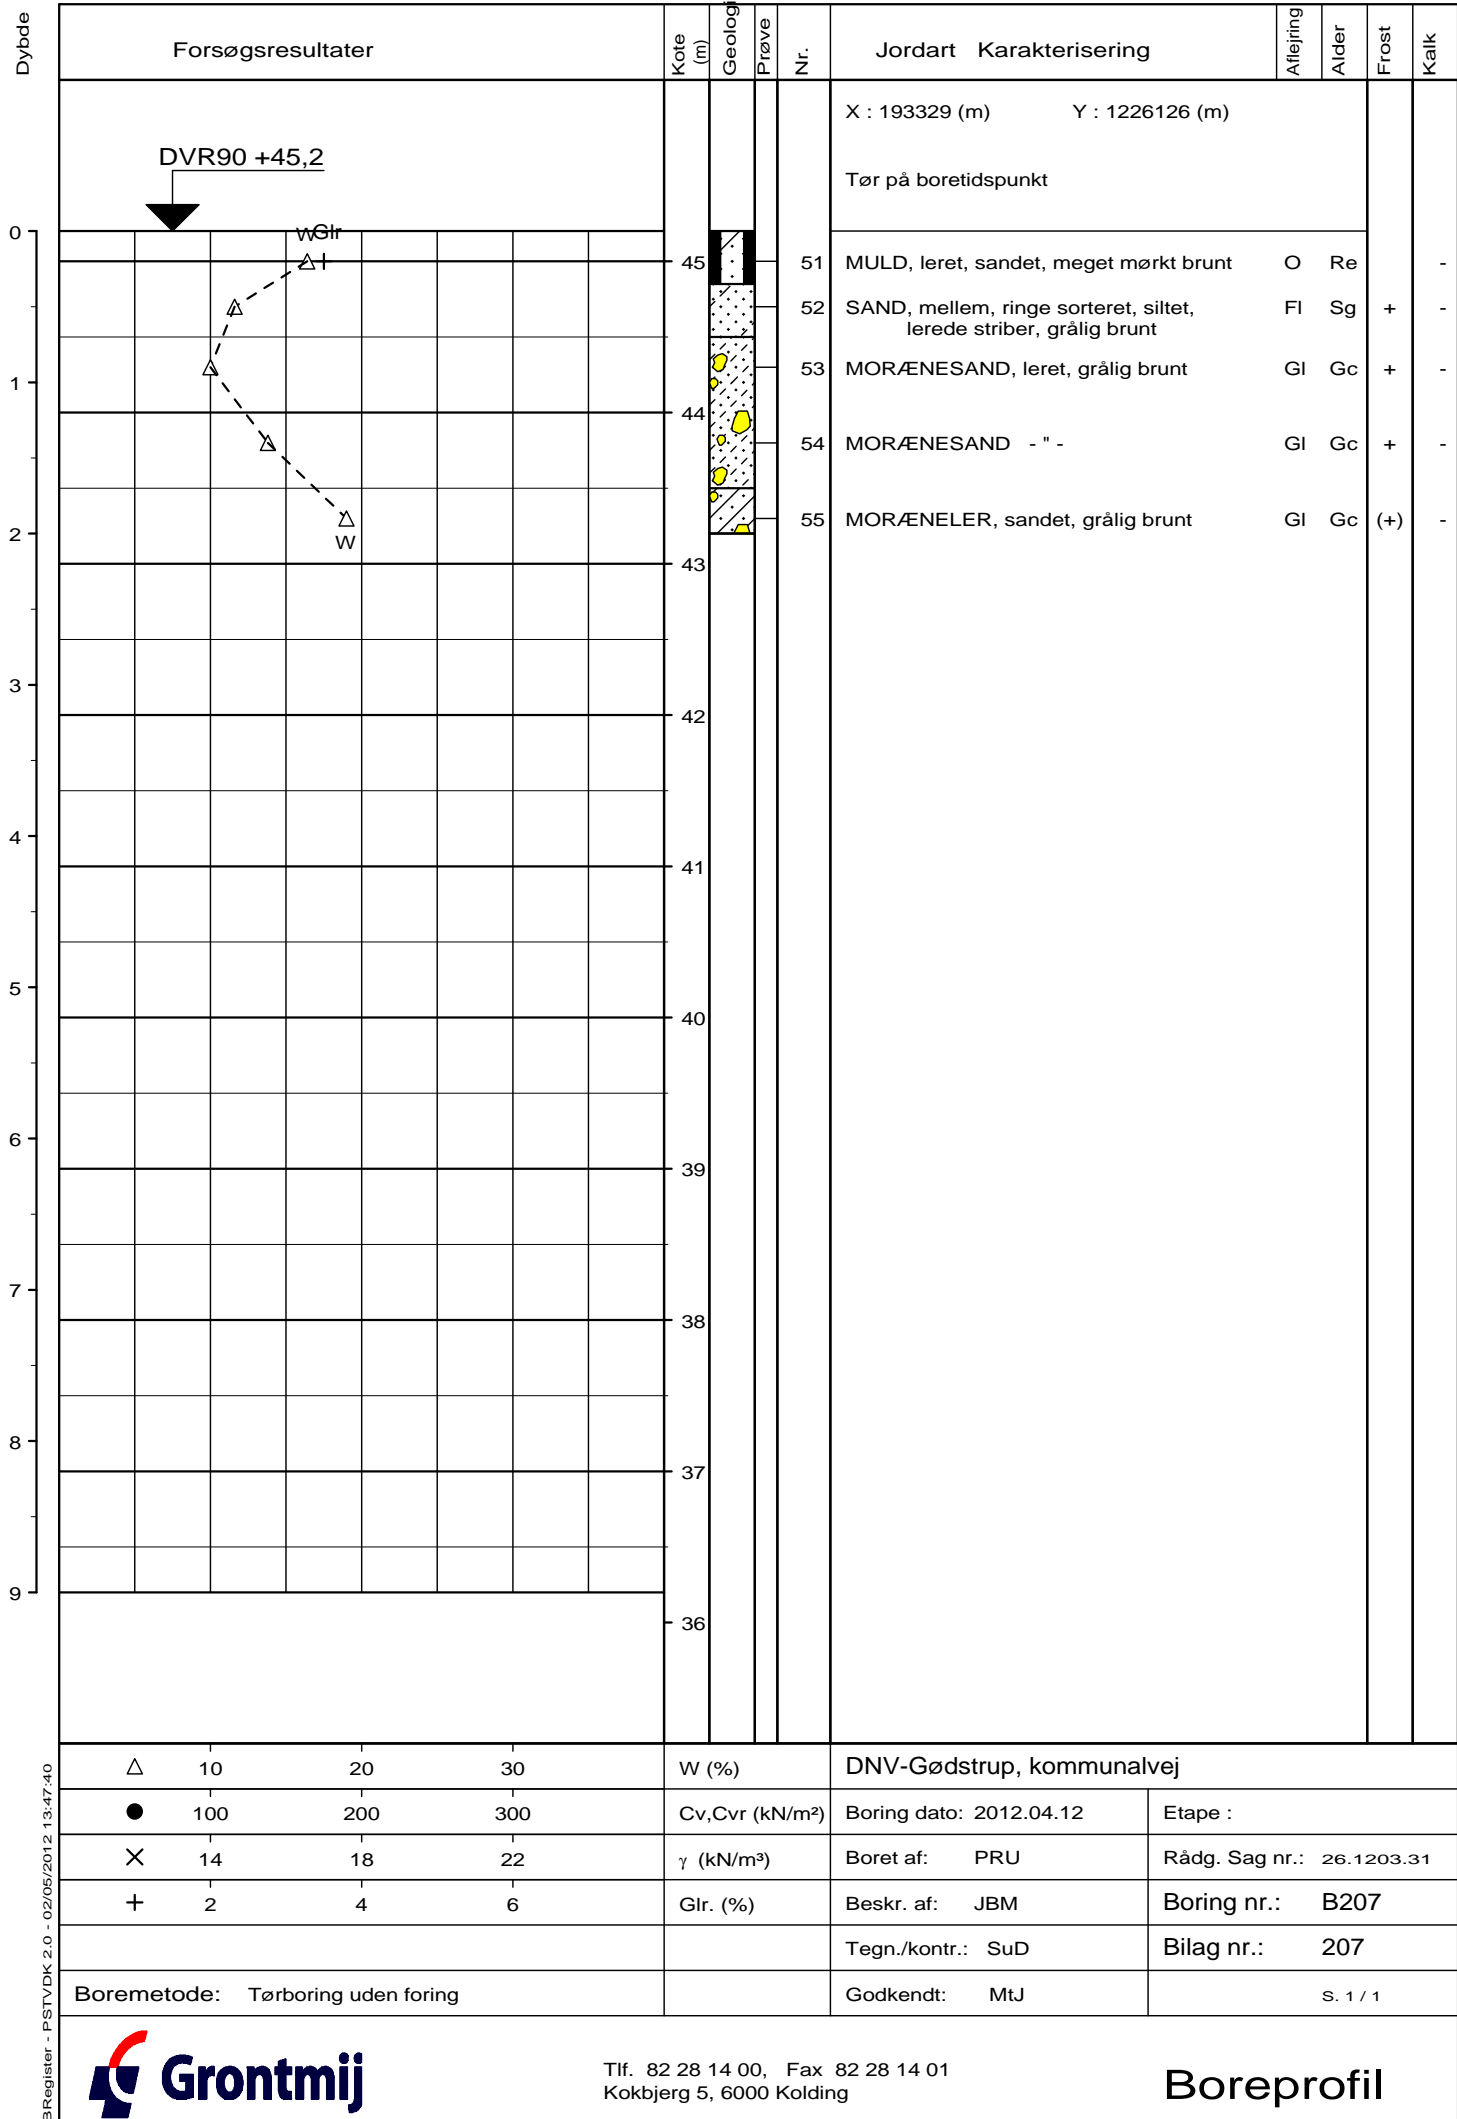 Dybde
Forsøgsresultater
Kote (m)
Geologi
Prøve
Nr.
Jordart Karakterisering
Aflejring
Alder
Frost
Kalk
X : 193329 (m) Y : 1226126 (m)
DVR90 +45,2
Tør på boretidspunkt
0
W Glr
45 51 MULD, leret, sandet, meget mørkt brunt O Re -
52 SAND, mellem, ringe sorteret, siltet, Fl Sg + -
lerede striber, grålig brunt
53 MORÆNESAND, leret, grålig brunt Gl Gc + -
1
44
54 MORÆNESAND - " - Gl Gc + -
55 MORÆNELER, sandet, grålig brunt Gl Gc (+) -
2
W
43
3
42
4
41
5
40
6
39
7
38
8
37
9
36
10 20 30 W (%)
100 200 300 Cv,Cvr (kN/m²)
14 18 22 γ (kN/m³)
+ 2 4 6 Glr. (%)
DNV-Gødstrup, kommunalvej
Boring dato: 2012.04.12 Etape :
Boret af: PRU Rådg. Sag nr.: 26.1203.31
Beskr. af: JBM Boring nr.: B207
Tegn./kontr.: SuD Bilag nr.: 207
Boremetode: Tørboring uden foring Godkendt: MtJ S. 1 / 1
BRegister - PSTVDK 2.0 - 02/05/2012 13:47:40
Grontmij
Tlf. 82 28 14 00, Fax 82 28 14 01
Kokbjerg 5, 6000 Kolding
Boreprofil